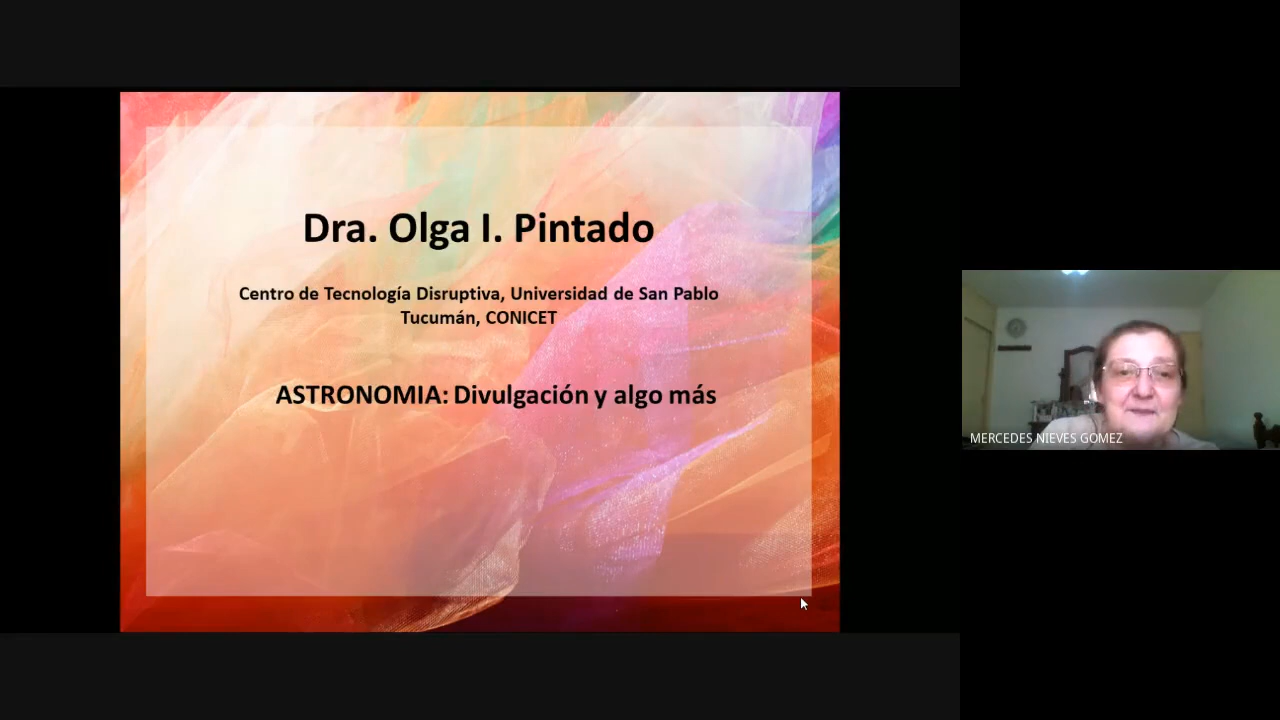 Dra. Olga I. Pintado
Centro de Tecnología Disruptiva, Universidad de San Pablo
Tucumán, CONICET
ASTRONOMIA: Divulgación y algo más
MERCEDES NIEVES GOMEZ